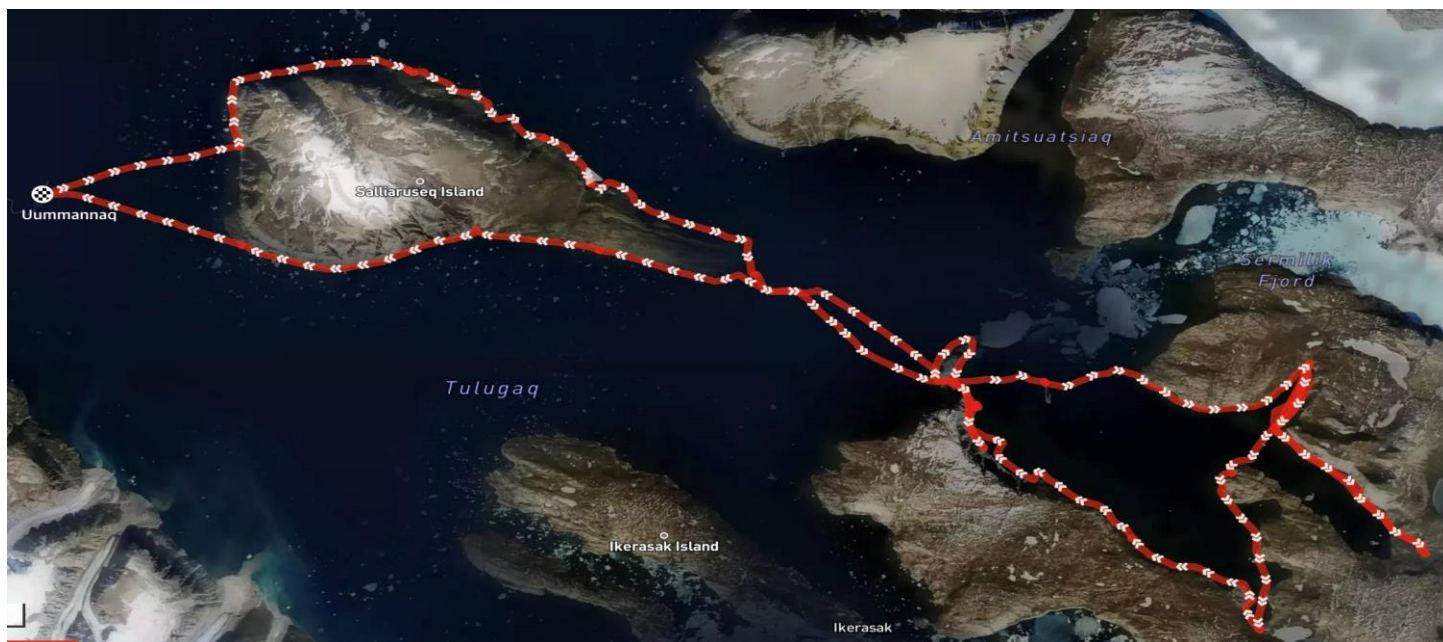 Amitsuatsiaq
Uummannaq
Salliaruseq Island
Sermilik
Fjord
Tulugaq
Ikerasak Island
Ikerasak